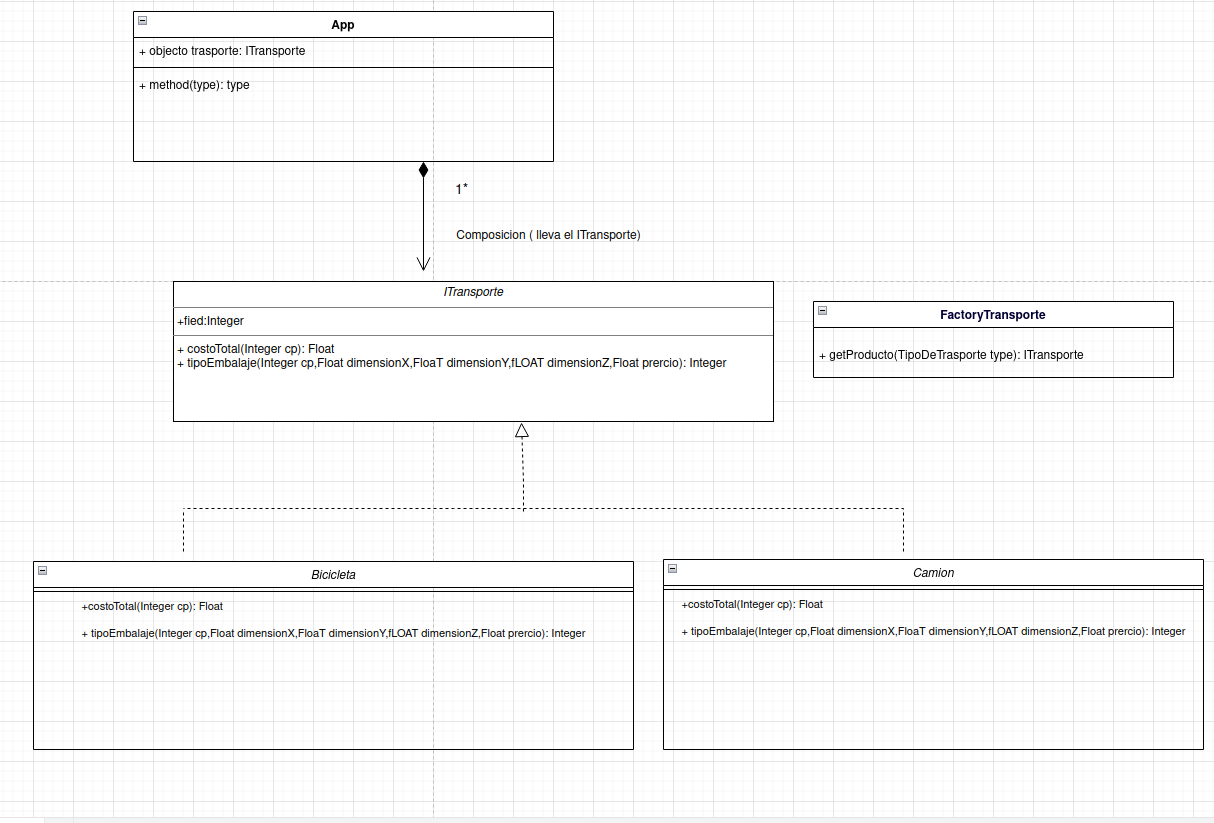 App
+ objecto trasporte: ITransporte
+ method(type): type
1*
Composicion ( lleva el ITransporte)
ITransporte
+fied:Integer
+ costoTotal(Integer cp): Float
+ tipoEmbalaje(Integer cp,Float dimensionX,FloaT dimensionY,fLOAT dimensionZ,Float prercio): Integer
FactoryTransporte
+ getProducto(TipoDeTrasporte type): ITransporte
Bicicleta
+costoTotal(Integer cp): Float
+ tipoEmbalaje(Integer cp,Float dimensionX,FloaT dimensionY,fLOAT dimensionZ,Float prercio): Integer
Camion
+costoTotal(Integer cp): Float
+ tipoEmbalaje(Integer cp,Float dimensionX,FloaT dimensionY,fLOAT dimensionZ,Float prercio): Integer